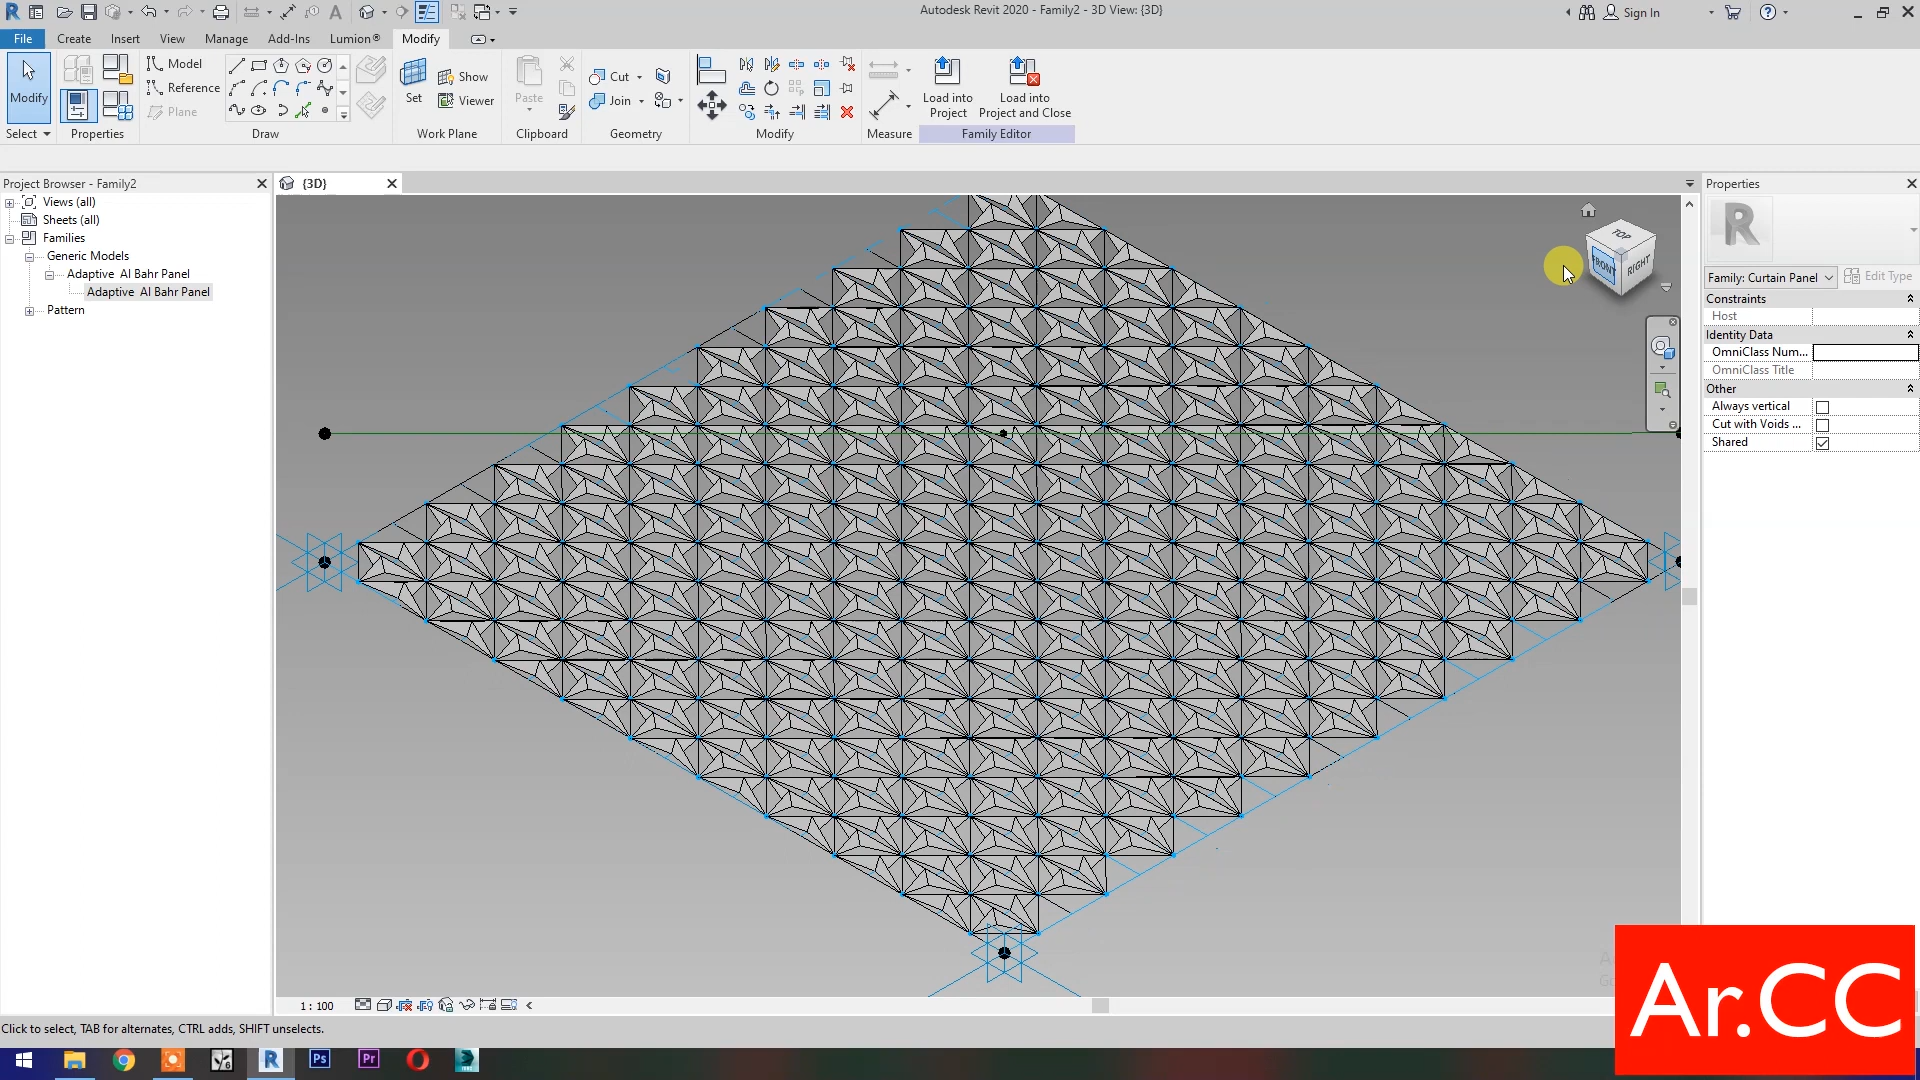 Autodesk Revit 2020 - Family2 - 3D View: {3D}
Sign In
File
Create
Insert
View
Manage
Add-Ins
Lumion®
Modify
Modify
Select
Properties
Model
Reference
Plane
Draw
Set
Show
Viewer
Work Plane
Paste
Clipboard
Cut
Join
Geometry
Modify
Measure
Load into
Project
Load into
Project and Close
Family Editor
Project Browser - Family2
Views (all)
Sheets (all)
Families
Generic Models
Adaptive Al Bahr Panel
Adaptive Al Bahr Panel
Pattern
{3D}
TOP
FRONT
RIGHT
Properties
R
Family: Curtain Panel
Edit Type
Constraints
Host
Identity Data
OmniClass Num...
OmniClass Title
Other
Always vertical
Cut with Voids ...
Shared
1 : 100
Click to select, TAB for alternates, CTRL adds, SHIFT unselects.
Ar.CC
R
Ps
Pr